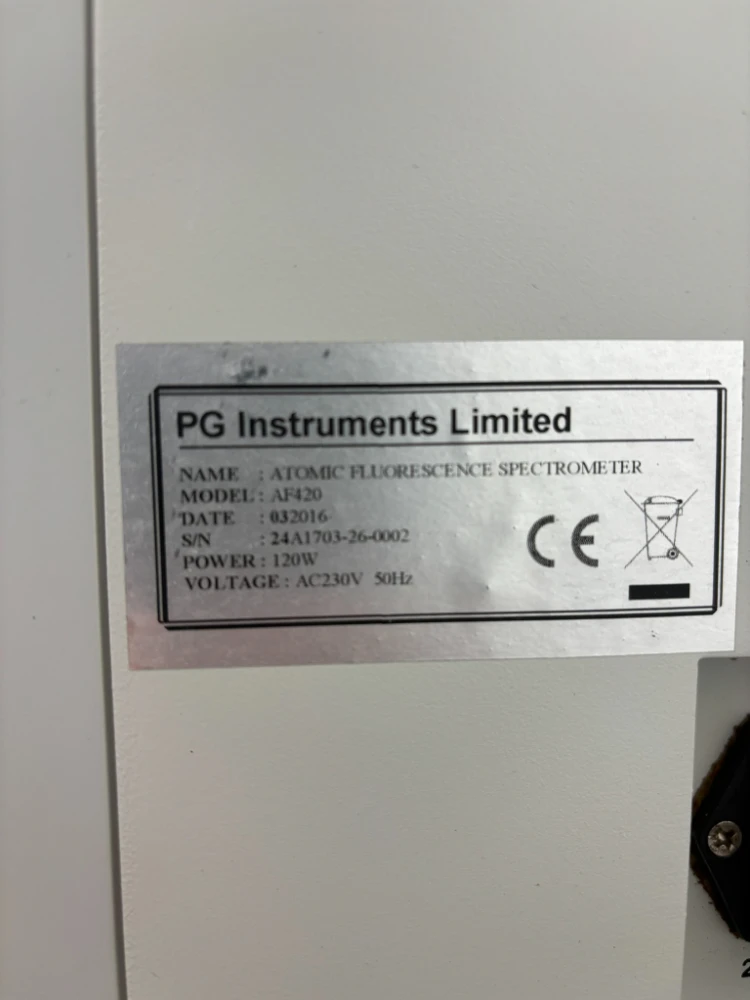 PG Instruments Limited
NAME : ATOMIC FLUORESCENCE SPECTROMETER
MODEL : AF420
DATE : 032016
S/N : 24A1703-26-0002
POWER : 120W
VOLTAGE : AC230V 50Hz
CE
2